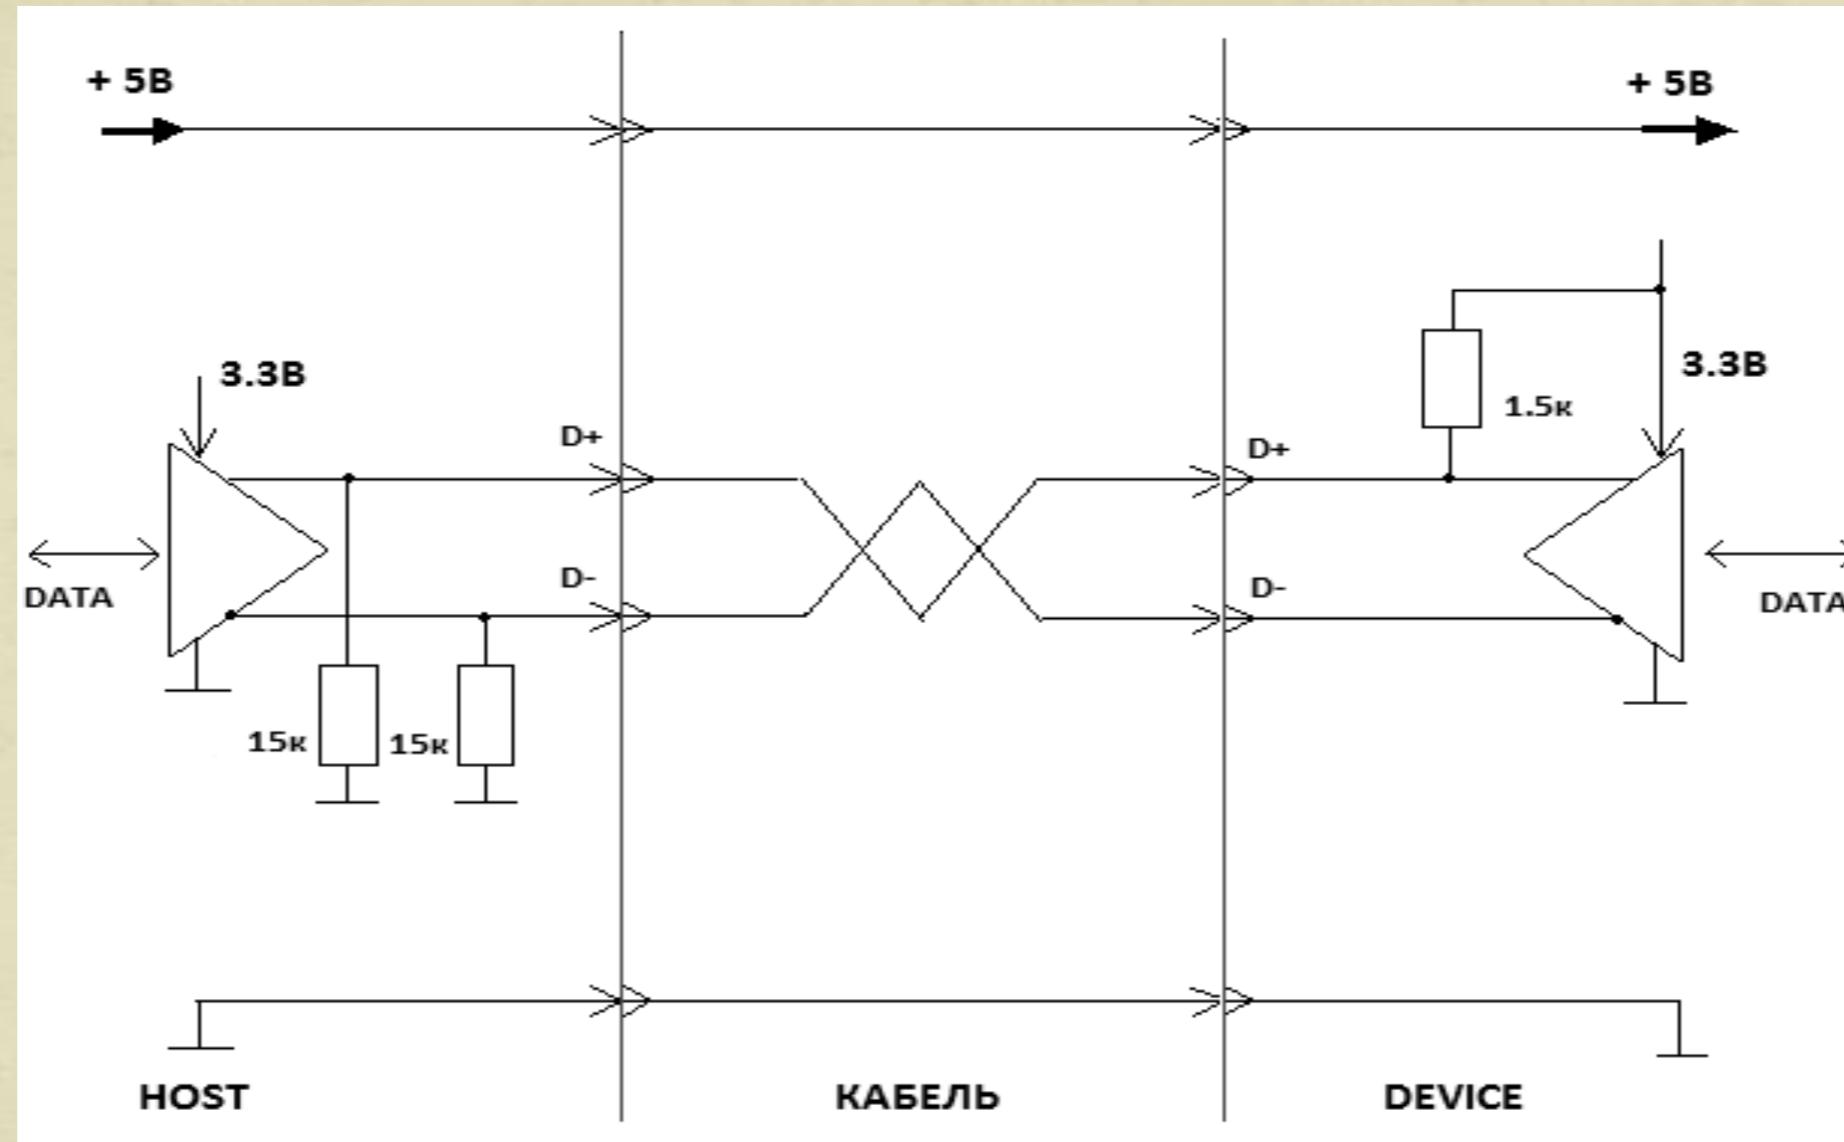 + 5В
+ 5В
3.3В
3.3В
1.5к
D+
D+
D-
D-
DATA
DATA
15к
15к
HOST
КАБЕЛЬ
DEVICE